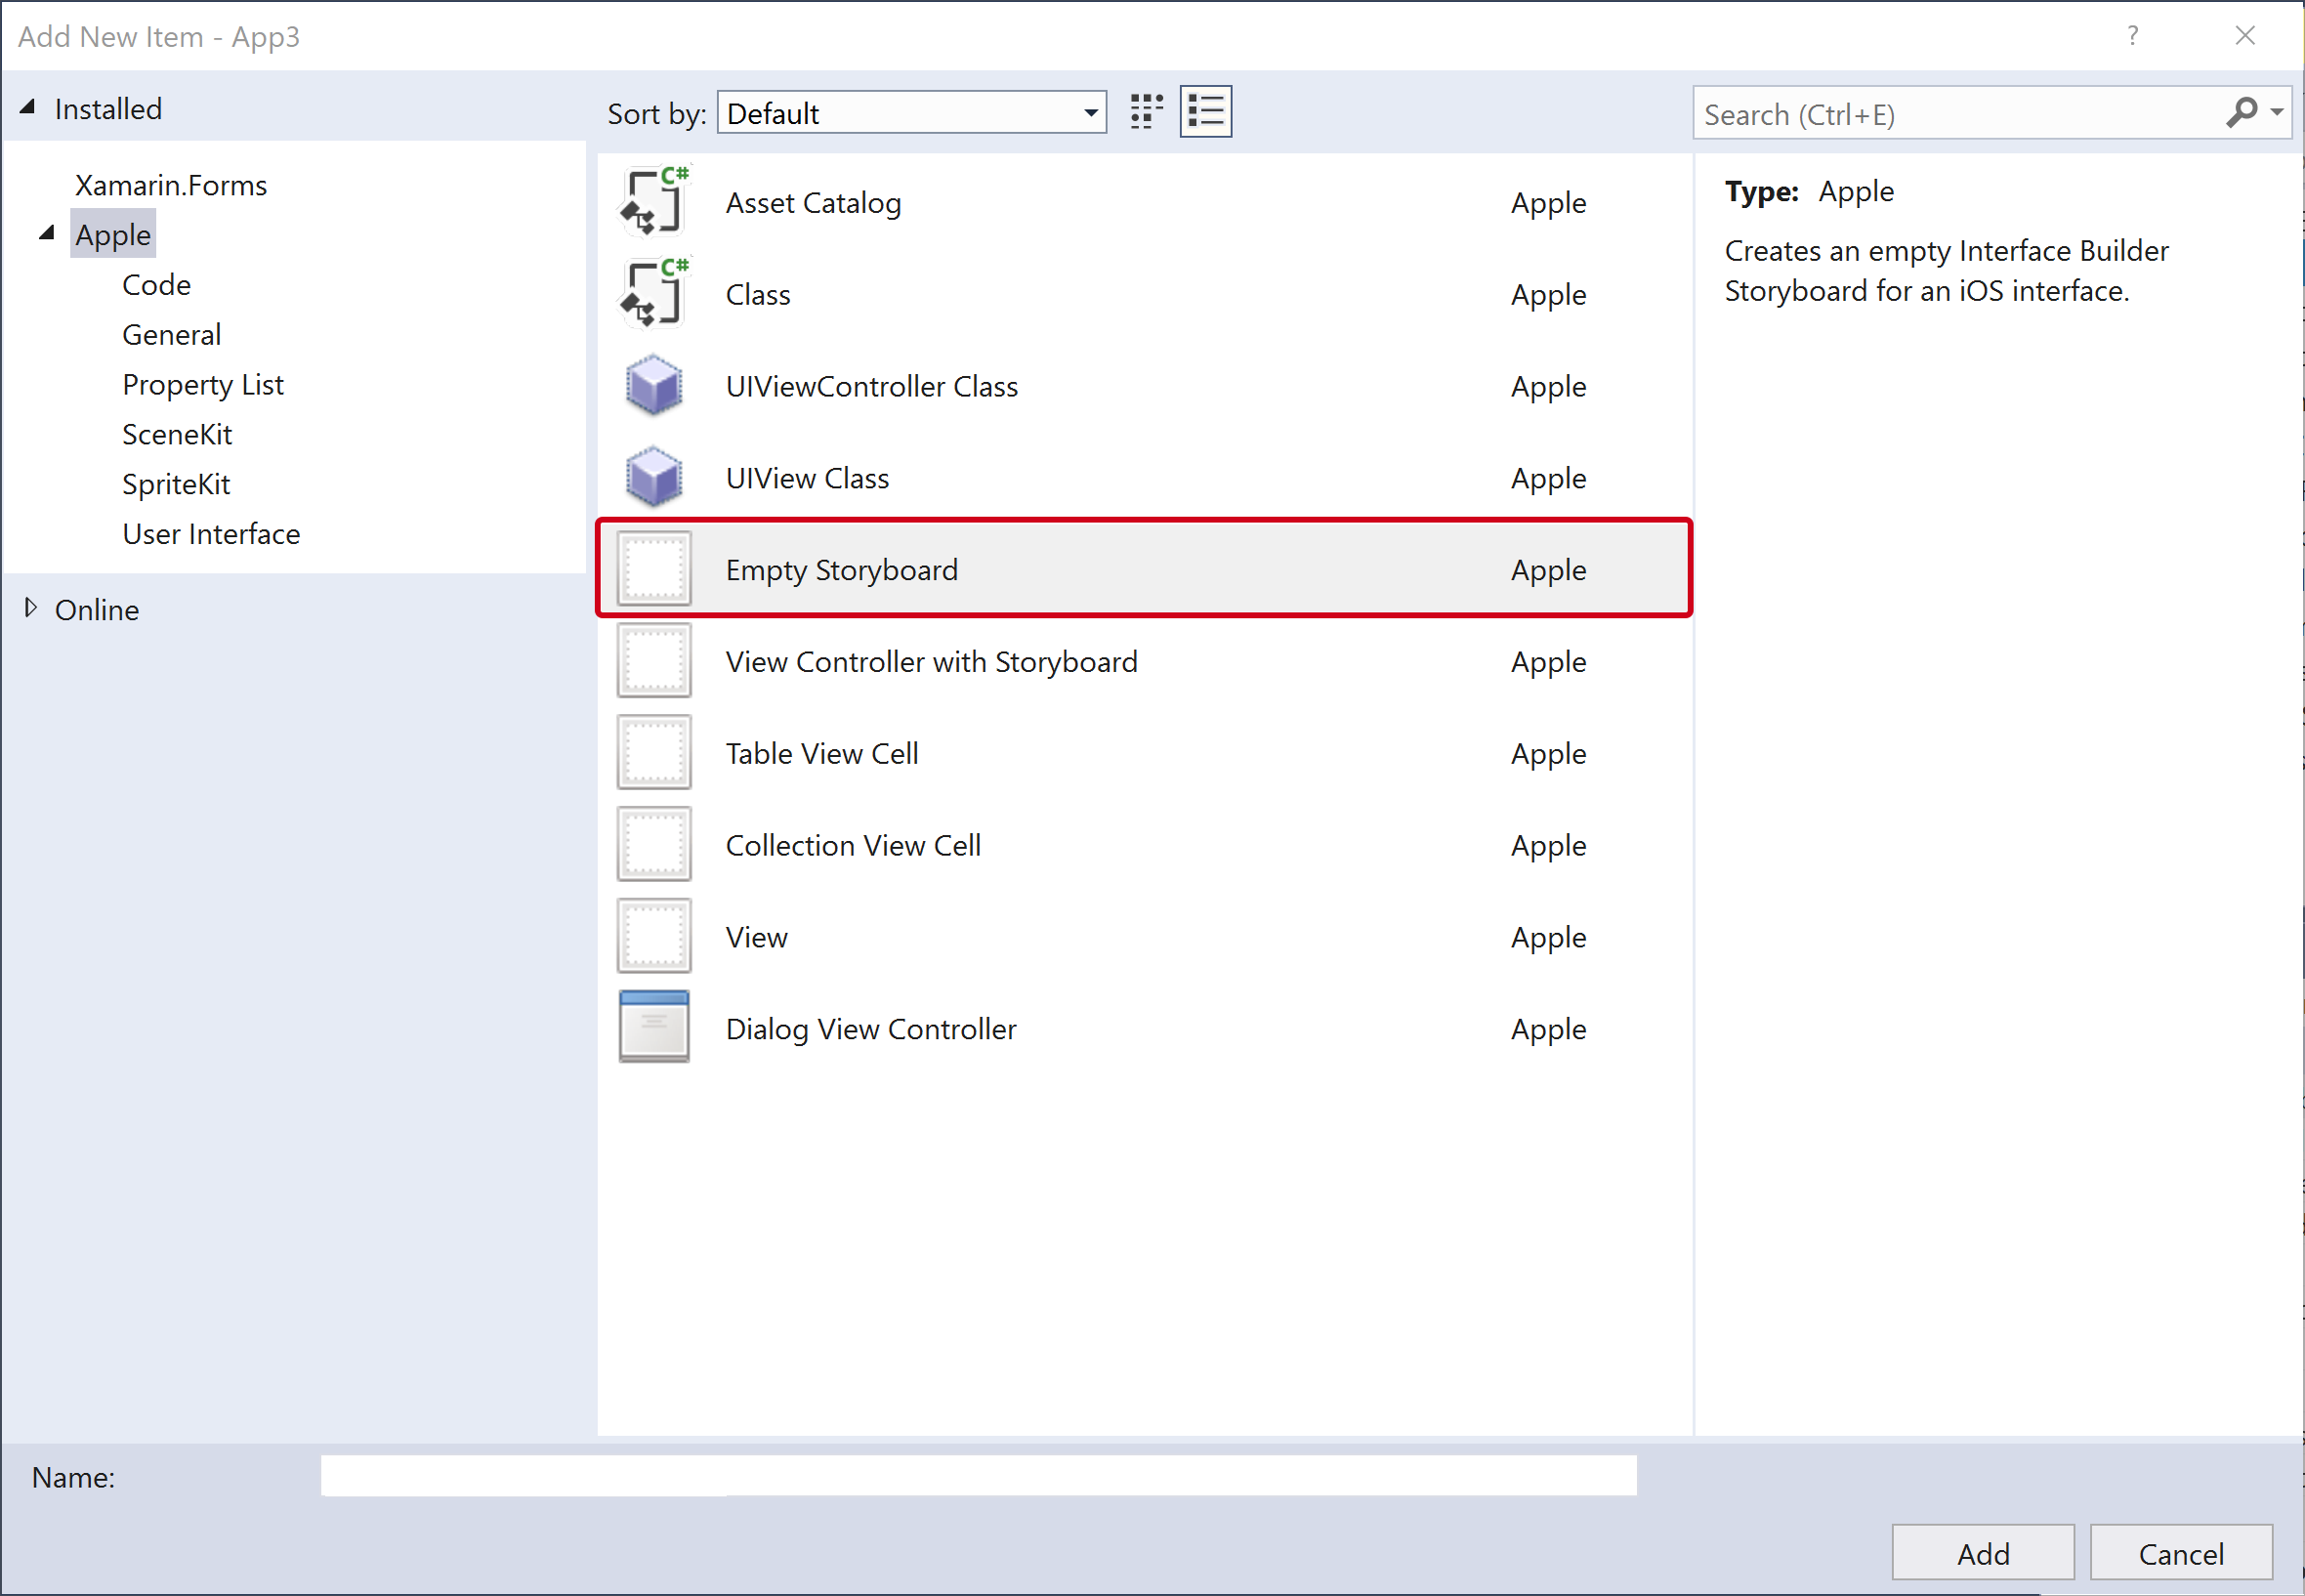 Add New Item - App3
?
Installed
Sort by: Default
Search (Ctrl+E)
Xamarin.Forms
Apple
Code
General
Property List
SceneKit
SpriteKit
User Interface
Online
C# Asset Catalog Apple
C# Class Apple
UIViewController Class Apple
UIView Class Apple
Empty Storyboard Apple
View Controller with Storyboard Apple
Table View Cell Apple
Collection View Cell Apple
View Apple
Dialog View Controller Apple
Type: Apple
Creates an empty Interface Builder
Storyboard for an iOS interface.
Name:
Add Cancel